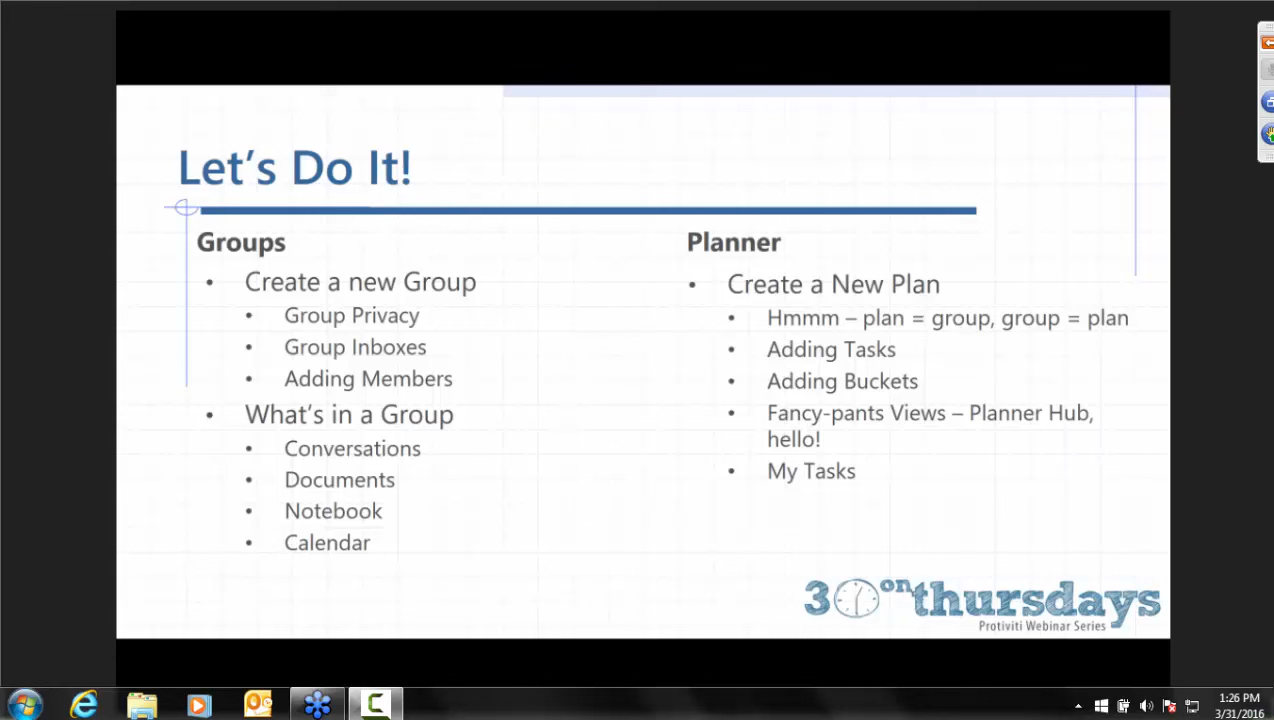 Let's Do It!
Groups
• Create a new Group
• Group Privacy
• Group Inboxes
• Adding Members
• What's in a Group
• Conversations
• Documents
• Notebook
• Calendar
Planner
• Create a New Plan
• Hmmm – plan = group, group = plan
• Adding Tasks
• Adding Buckets
• Fancy-pants Views – Planner Hub,
hello!
• My Tasks
30 on thursdays
Protiviti Webinar Series
1:26 PM
3/31/2016